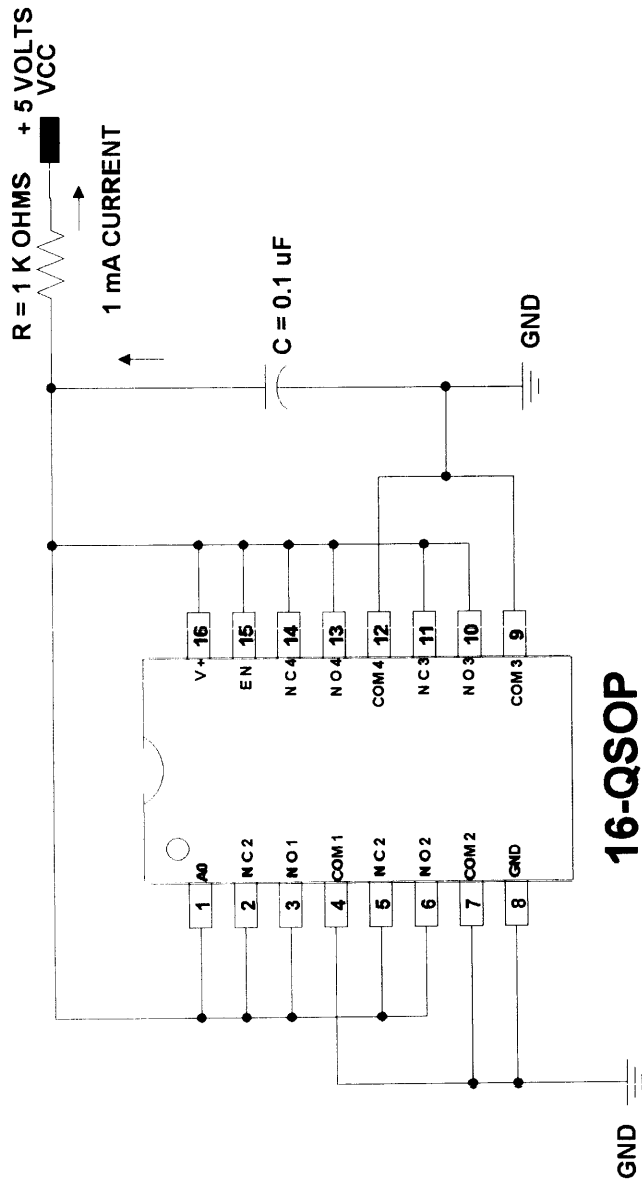 R = 1 K OHMS
+ 5 VOLTS
VCC
1 mA CURRENT
C = 0.1 uF
GND
1 A0
2 NC2
3 NO1
4 COM1
5 NC2
6 NO2
7 COM2
8 GND
16 V+
15 EN
14 NC4
13 NO4
12 COM4
11 NC3
10 NO3
9 COM3
GND
16-QSOP